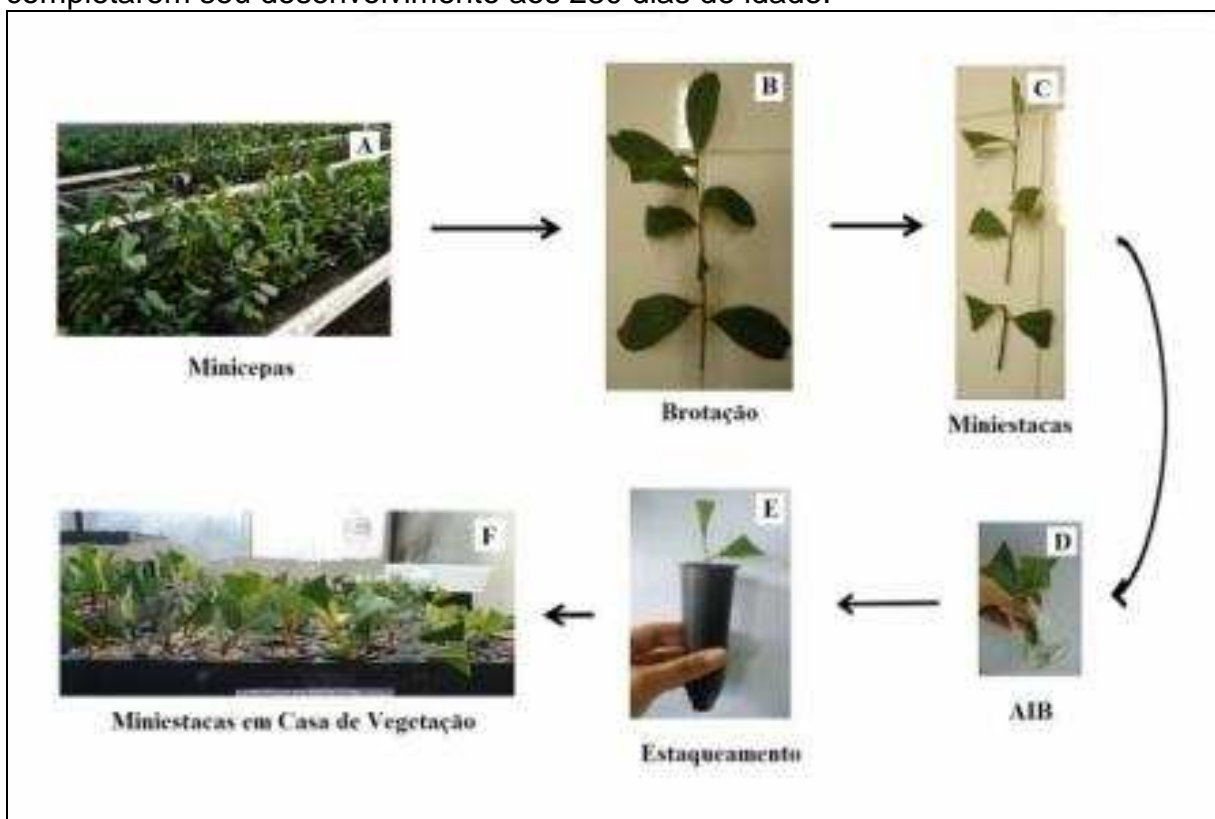 A
B
C
Minicepas
Brotação
Miniestacas
F
E
D
Miniestacas em Casa de Vegetação
Estaqueamento
AIB